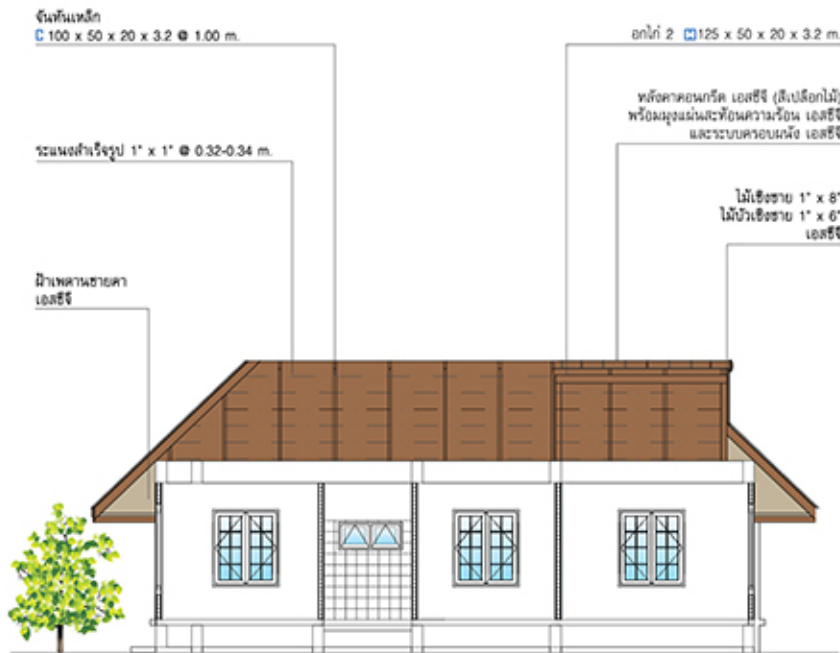 จันทันเหล็ก
C 100 x 50 x 20 x 3.2 @ 1.00 m.
อกไก่ 2 125 x 50 x 20 x 3.2 m.
หลังคาคอนกรีต เอสซีจี (สีเปลือกไม้)
พร้อมมุงแผ่นสะท้อนความร้อน เอสซีจี
และระบบครอบผนัง เอสซีจี
ระแนงสำเร็จรูป 1" x 1" @ 0.32-0.34 m.
ไม้เชิงชาย 1" x 8"
ไม้บัวเชิงชาย 1" x 6"
เอสซีจี
ฝ้าเพดานชายคา
เอสซีจี